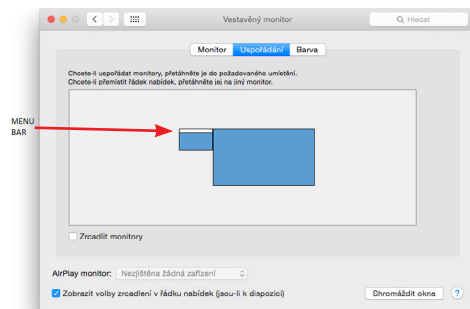 Vestavěný monitor
Hledat
Monitor Uspořádání Barva
Chcete-li uspořádat monitory, přetáhněte je do požadovaného umístění.
Chcete-li přemístit řádek nabídek, přetáhněte jej na jiný monitor.
MENU
BAR
Zrcadlit monitory
AirPlay monitor: Nezjištěna žádná zařízení
Zobrazit volby zrcadlení v řádku nabídek (jsou-li k dispozici)
Shromáždit okna
?